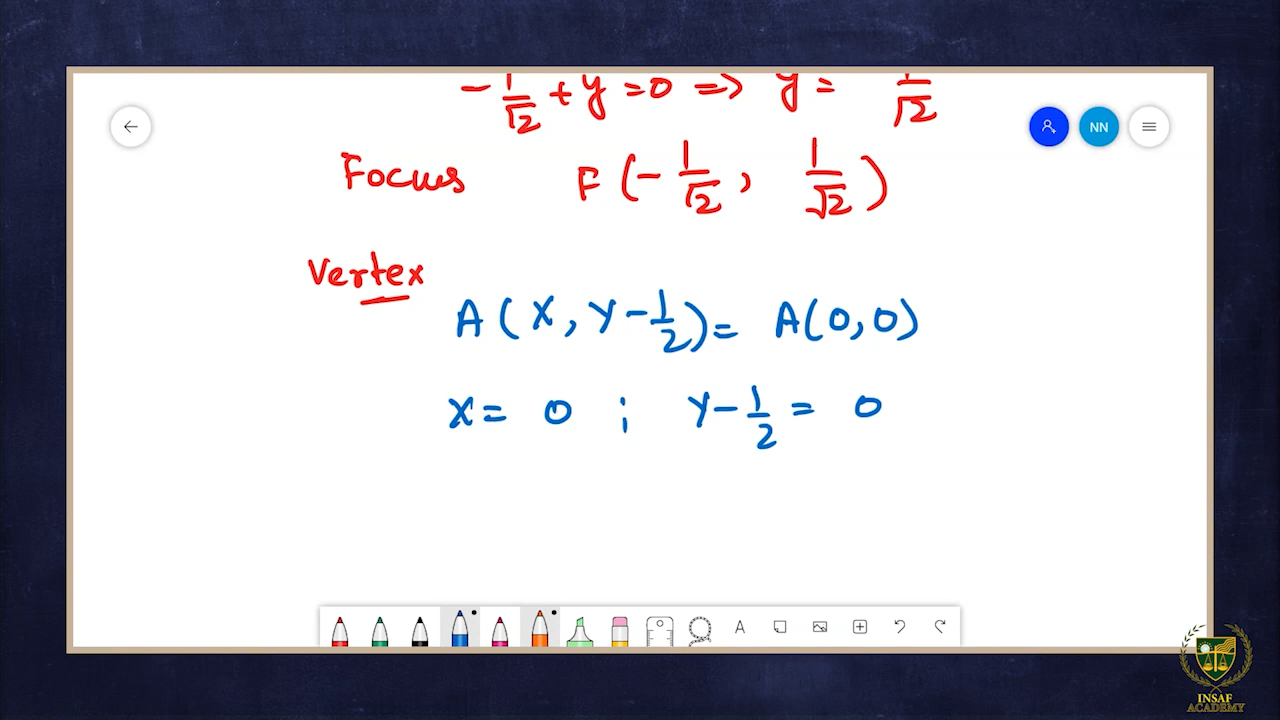 -1/√2 + y = 0 => y = 1/√2
Focus F(-1/√2, 1/√2)
Vertex
A(X, Y-1/2) = A(0,0)
X = 0 ; Y-1/2 = 0
NN
A
INSAF
ACADEMY